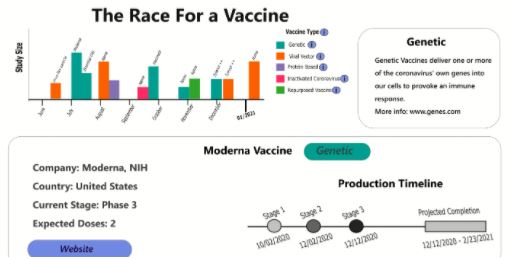 The Race For a Vaccine
Study Size
Vaccine Type
Genetic
Viral Vector
Protein Based
Inactivated Coronavirus
Repurposed Vaccine
June
July
August
September
October
November
December
01/2021
Genetic
Genetic Vaccines deliver one or more
of the coronavirus' own genes into
our cells to provoke an immune
response.
More info: www.genes.com
Moderna Vaccine
Genetic
Company: Moderna, NIH
Country: United States
Current Stage: Phase 3
Expected Doses: 2
Website
Production Timeline
Stage 1
Stage 2
Stage 3
Projected Completion
10/02/2020
12/02/2020
12/12/2020
12/12/2020 - 2/23/2021